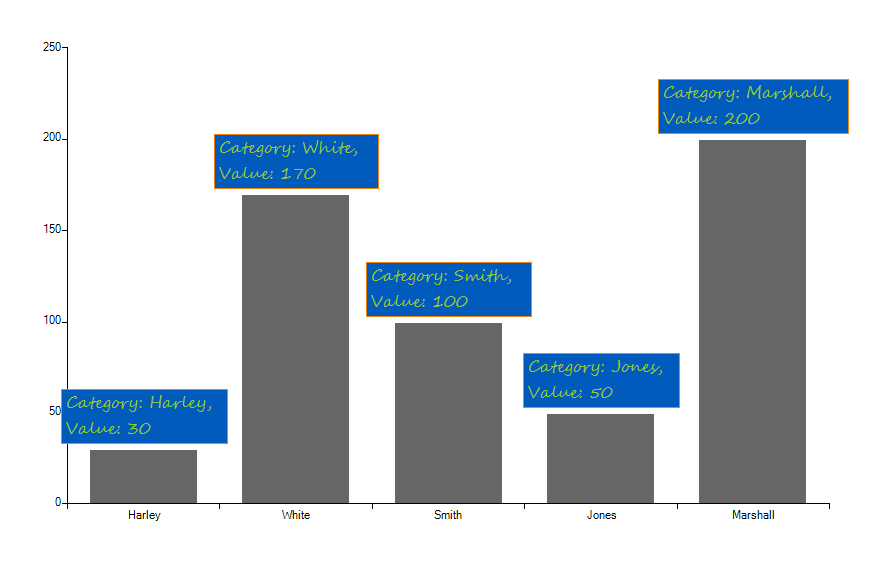 250
Category: Marshall,
Value: 200
200
Category: White,
Value: 170
150
Category: Smith,
Value: 100
100
Category: Jones,
Value: 50
Category: Harley,
Value: 30
50
0
Harley
White
Smith
Jones
Marshall